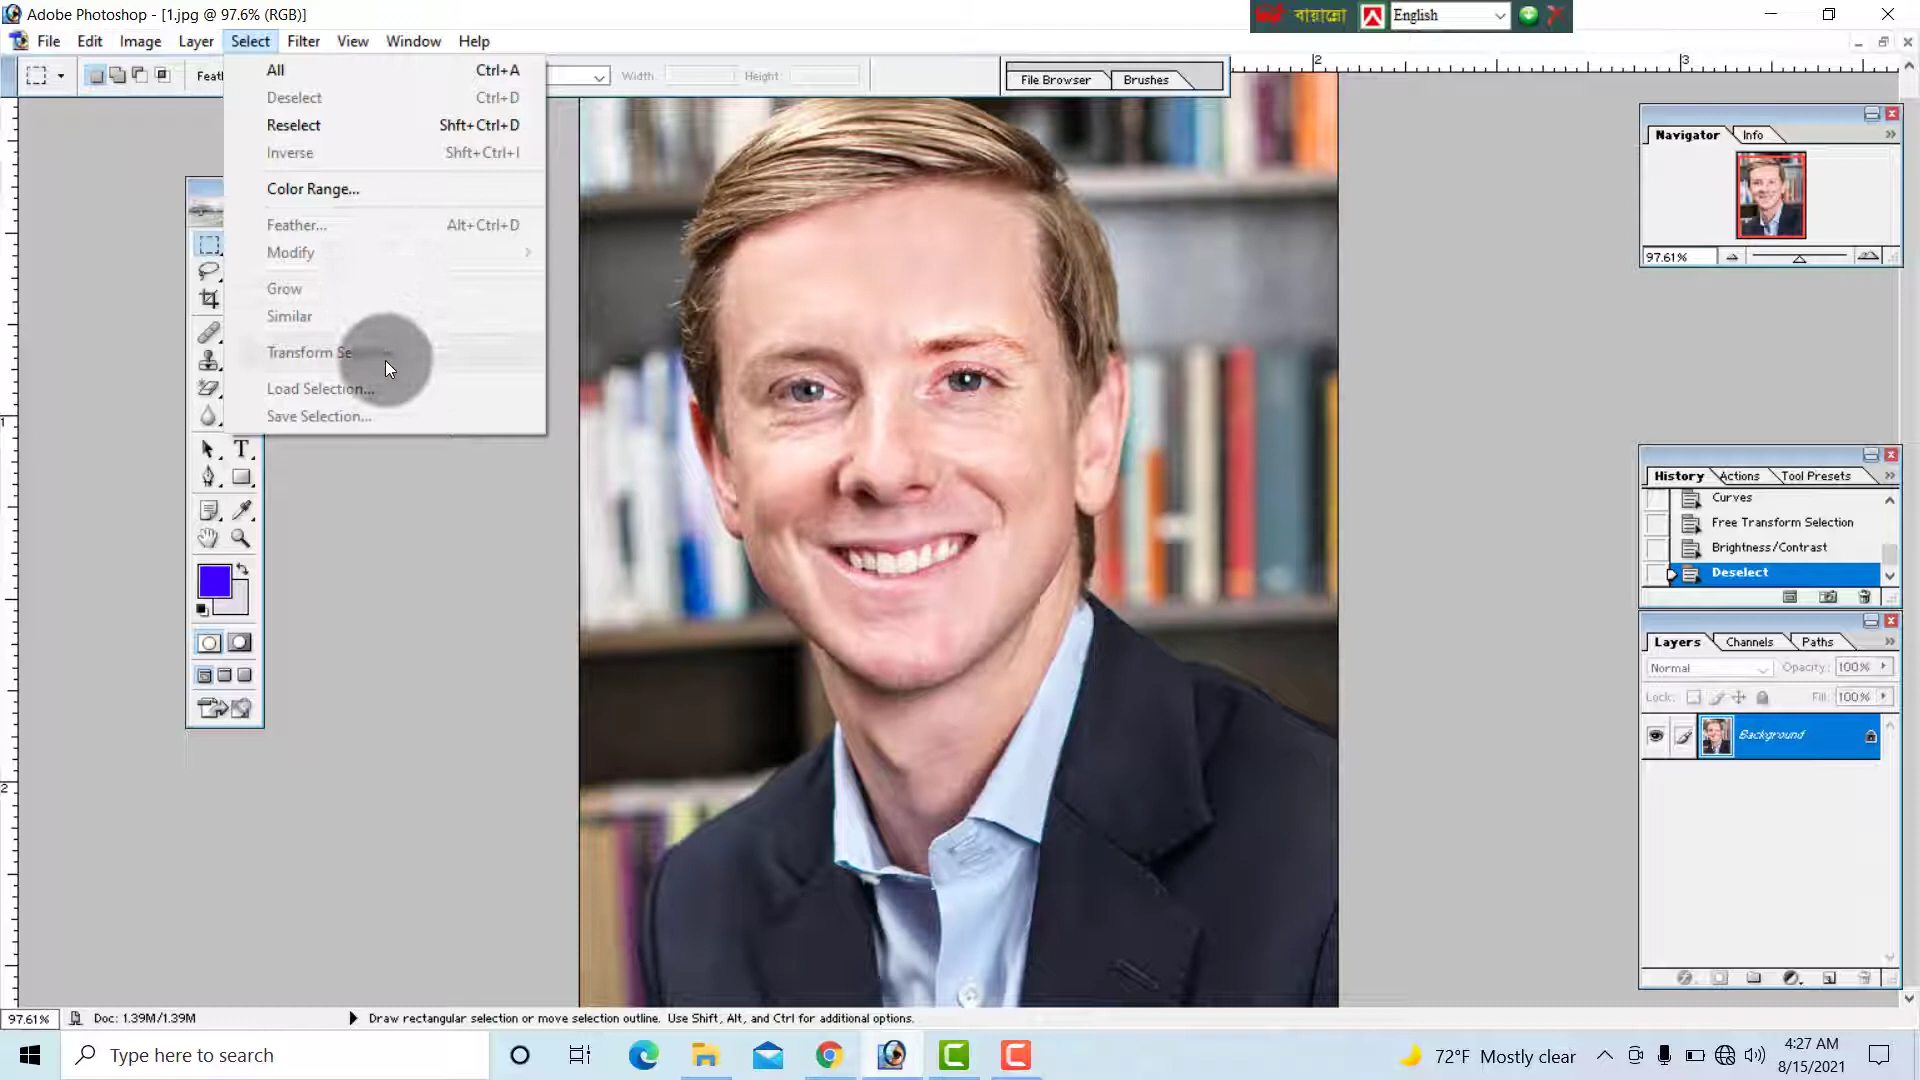 Adobe Photoshop - [1.jpg @ 97.6% (RGB)]
বায়ান্নো
English
File Edit Image Layer Select Filter View Window Help
Width: Height:
File Browser Brushes
2
3
All Ctrl+A
Deselect Ctrl+D
Reselect Shft+Ctrl+D
Inverse Shft+Ctrl+I
Color Range...
Feather... Alt+Ctrl+D
Modify
Grow
Similar
Transform
Load Selection...
Save Selection...
T
1
2
Navigator Info
97.61%
History Actions Tool Presets
Curves
Free Transform Selection
Brightness/Contrast
Deselect
Layers Channels Paths
Normal Opacity: 100%
Lock: Fill: 100%
Background
97.61% Doc: 1.39M/1.39M Draw rectangular selection or move selection outline. Use Shift, Alt, and Ctrl for additional options.
Type here to search
72°F Mostly clear
4:27 AM
8/15/2021